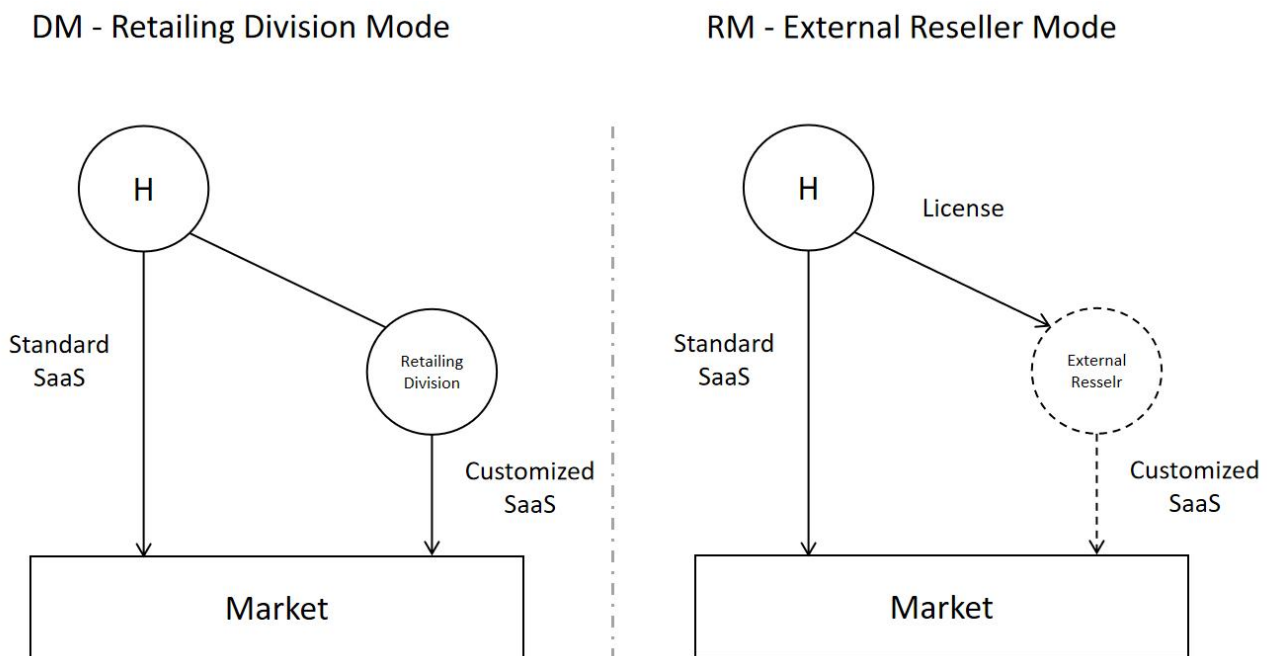 DM - Retailing Division Mode
H
Standard
SaaS
Retailing
Division
Customized
SaaS
Market
RM - External Reseller Mode
H
License
Standard
SaaS
External
Resselr
Customized
SaaS
Market